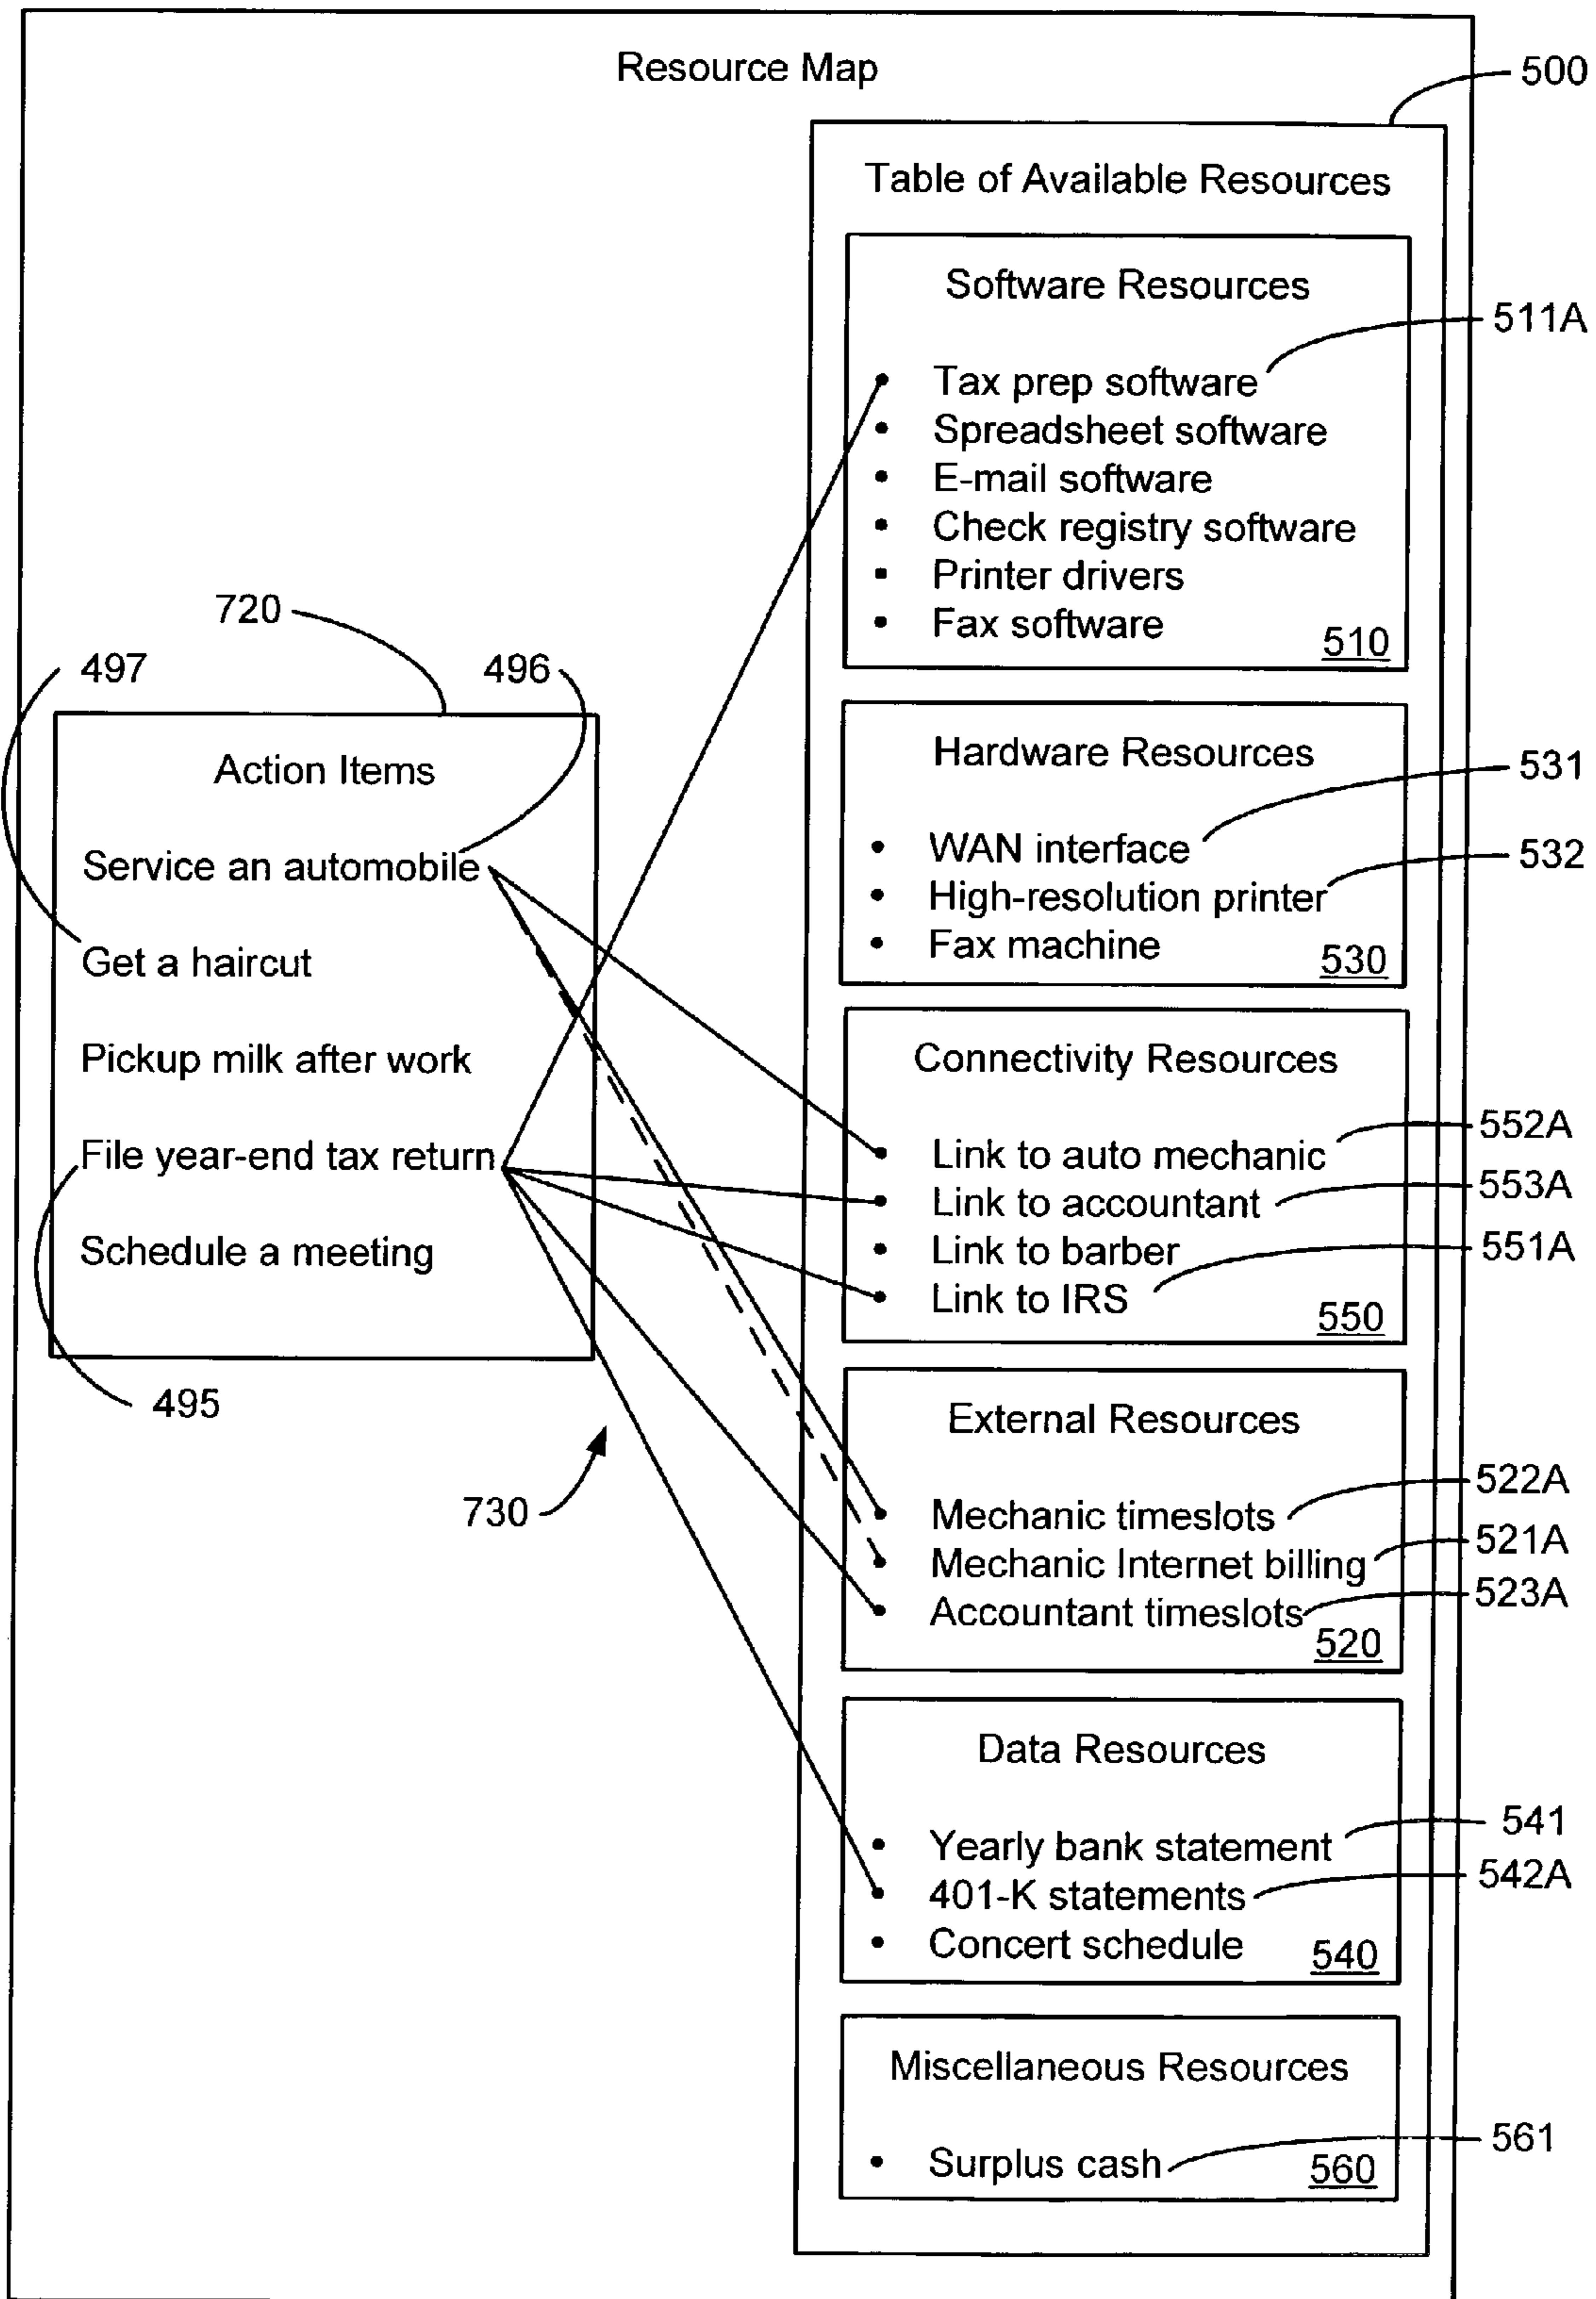 Resource Map
500
Table of Available Resources
Software Resources
511A
• Tax prep software
• Spreadsheet software
• E-mail software
• Check registry software
• Printer drivers
• Fax software
510
720
497
496
Action Items
Service an automobile
Get a haircut
Pickup milk after work
File year-end tax return
Schedule a meeting
495
730
Hardware Resources
531
• WAN interface
532
• High-resolution printer
• Fax machine
530
Connectivity Resources
552A
• Link to auto mechanic
553A
• Link to accountant
• Link to barber
551A
• Link to IRS
550
External Resources
522A
• Mechanic timeslots
521A
• Mechanic Internet billing
523A
• Accountant timeslots
520
Data Resources
541
• Yearly bank statement
542A
• 401-K statements
• Concert schedule
540
Miscellaneous Resources
561
• Surplus cash
560